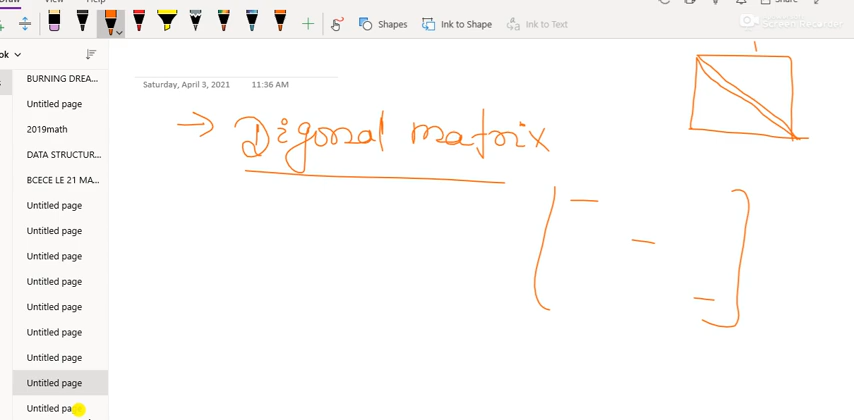 Draw View Help Share
Shapes Ink to Shape Ink to Text
Screen Recorder
BURNING DREA...
Untitled page
2019math
DATA STRUCTUR...
BCECE LE 21 MA...
Untitled page
Untitled page
Untitled page
Untitled page
Untitled page
Untitled page
Untitled page
Untitled page
Untitled
Saturday, April 3, 2021 11:36 AM
→ Digonal matrix